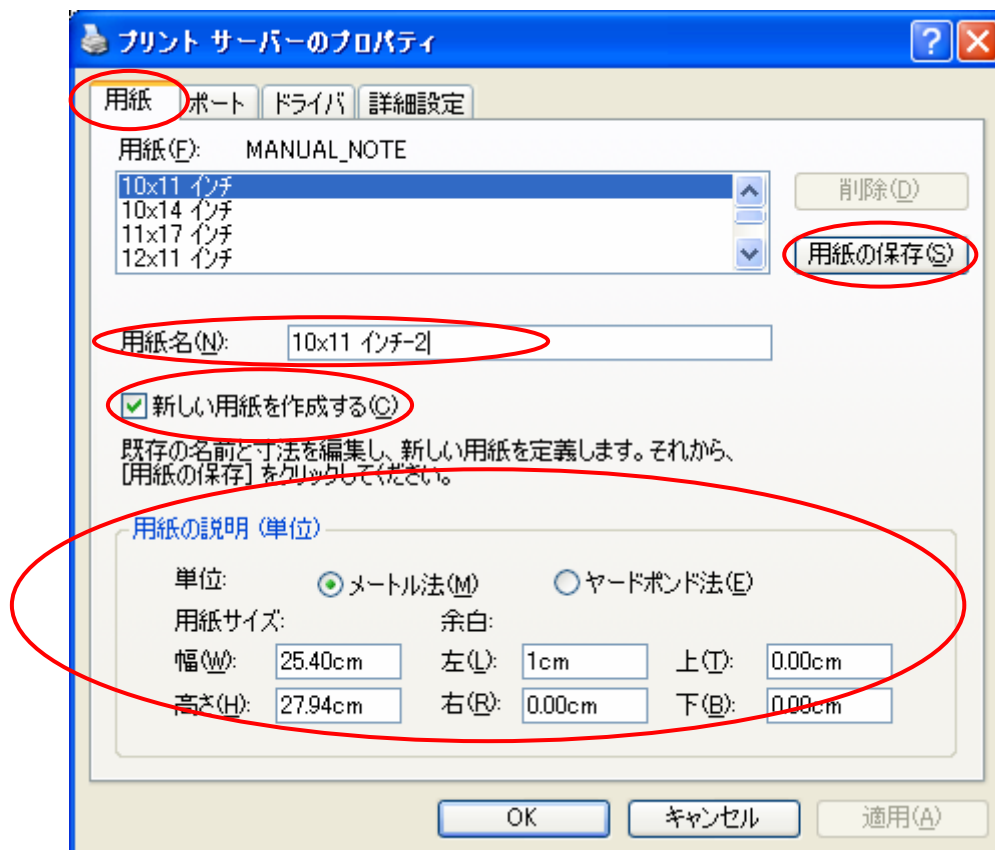 プリント サーバーのプロパティ
用紙 ポート ドライバ 詳細設定
用紙(F): MANUAL_NOTE
10x11 インチ
10x14 インチ
11x17 インチ
12x11 インチ
削除(D)
用紙の保存(S)
用紙名(N): 10x11 インチ-2
新しい用紙を作成する(C)
既存の名前と寸法を編集し、新しい用紙を定義します。それから、
[用紙の保存] をクリックしてください。
用紙の説明 (単位)
単位: メートル法(M) ヤードポンド法(E)
用紙サイズ: 余白:
幅(W): 25.40cm 左(L): 1cm 上(T): 0.00cm
高さ(H): 27.94cm 右(R): 0.00cm 下(B): 0.00cm
OK キャンセル 適用(A)